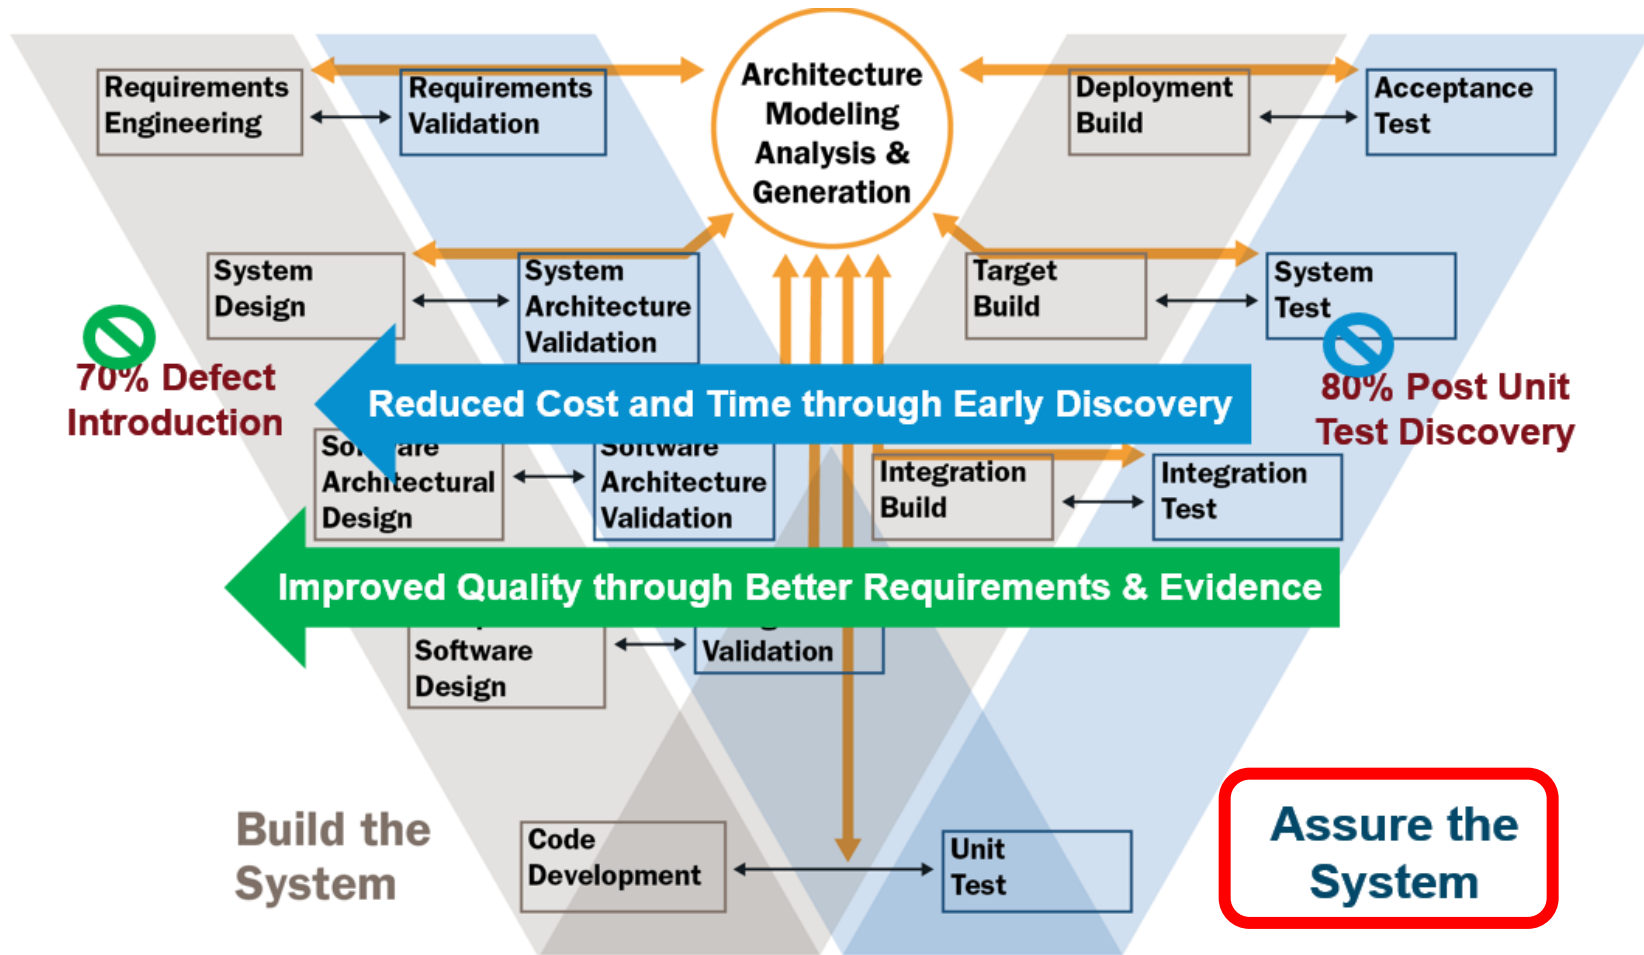 Requirements
Engineering
Requirements
Validation
Architecture
Modeling
Analysis &
Generation
Deployment
Build
Acceptance
Test
System
Design
System
Architecture
Validation
Target
Build
System
Test
70% Defect
Introduction
Reduced Cost and Time through Early Discovery
80% Post Unit
Test Discovery
Software
Architectural
Design
Software
Architecture
Validation
Integration
Build
Integration
Test
Improved Quality through Better Requirements & Evidence
Software
Design
Validation
Build the
System
Code
Development
Unit
Test
Assure the
System